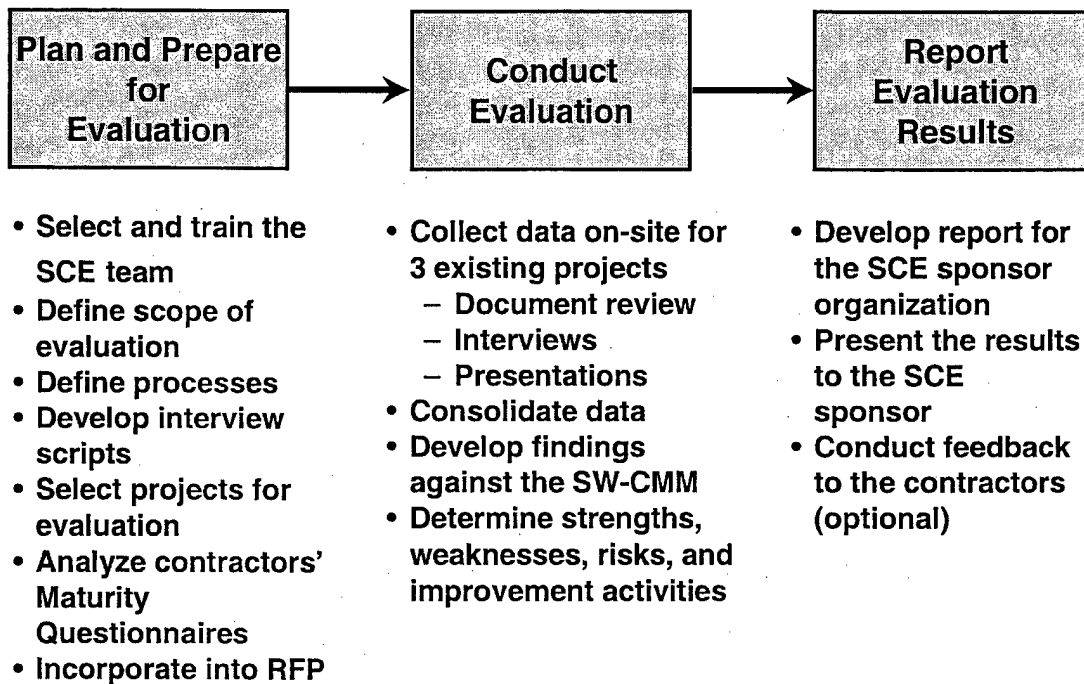 Plan and Prepare
for
Evaluation
Conduct
Evaluation
Report
Evaluation
Results
• Select and train the
SCE team
• Define scope of
evaluation
• Define processes
• Develop interview
scripts
• Select projects for
evaluation
• Analyze contractors’
Maturity
Questionnaires
• Incorporate into RFP
• Collect data on-site for
3 existing projects
– Document review
– Interviews
– Presentations
• Consolidate data
• Develop findings
against the SW-CMM
• Determine strengths,
weaknesses, risks, and
improvement activities
• Develop report for
the SCE sponsor
organization
• Present the results
to the SCE
sponsor
• Conduct feedback
to the contractors
(optional)